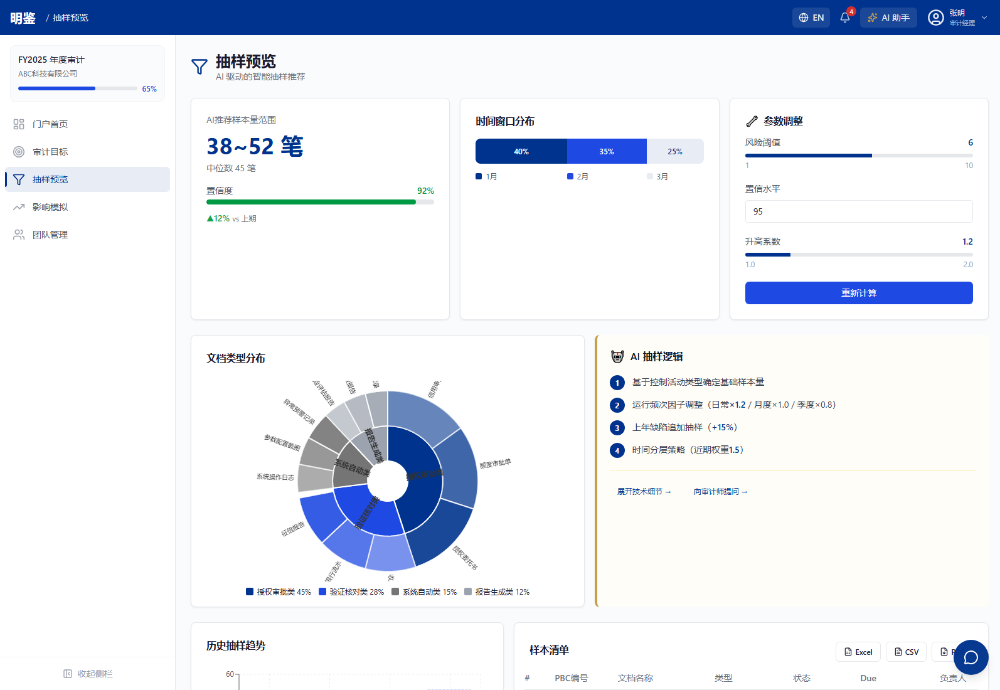 明鉴
/ 抽样预览
EN
4
AI 助手
张明
审计经理
FY2025 年度审计
ABC科技有限公司
65%
门户首页
审计目标
抽样预览
影响模拟
团队管理
收起侧栏
抽样预览
AI 驱动的智能抽样推荐
AI推荐样本量范围
38~52 笔
中位数 45 笔
置信度 92%
▲12% vs 上期
时间窗口分布
40% 35% 25%
1月 2月 3月
参数调整
风险阈值 6
1 10
置信水平
95
升高系数 1.2
1.0 2.0
重新计算
文档类型分布
信用审
额度审批单
授权委托书
银行流水
征信报告
系统操作日志
参数配置截图
异常预警记录
验评估报告
报告
录
授权审批类
验证核对类
系统自动类
报告生成类
授权审批类 45% 验证核对类 28% 系统自动类 15% 报告生成类 12%
AI 抽样逻辑
1 基于控制活动类型确定基础样本量
2 运行频次因子调整（日常×1.2 / 月度×1.0 / 季度×0.8）
3 上年缺陷追加抽样（+15%）
4 时间分层策略（近期权重1.5）
展开技术细节 → 向审计师提问 →
历史抽样趋势
60
样本清单
Excel CSV
# PBC编号 文档名称 类型 状态 Due 负责人